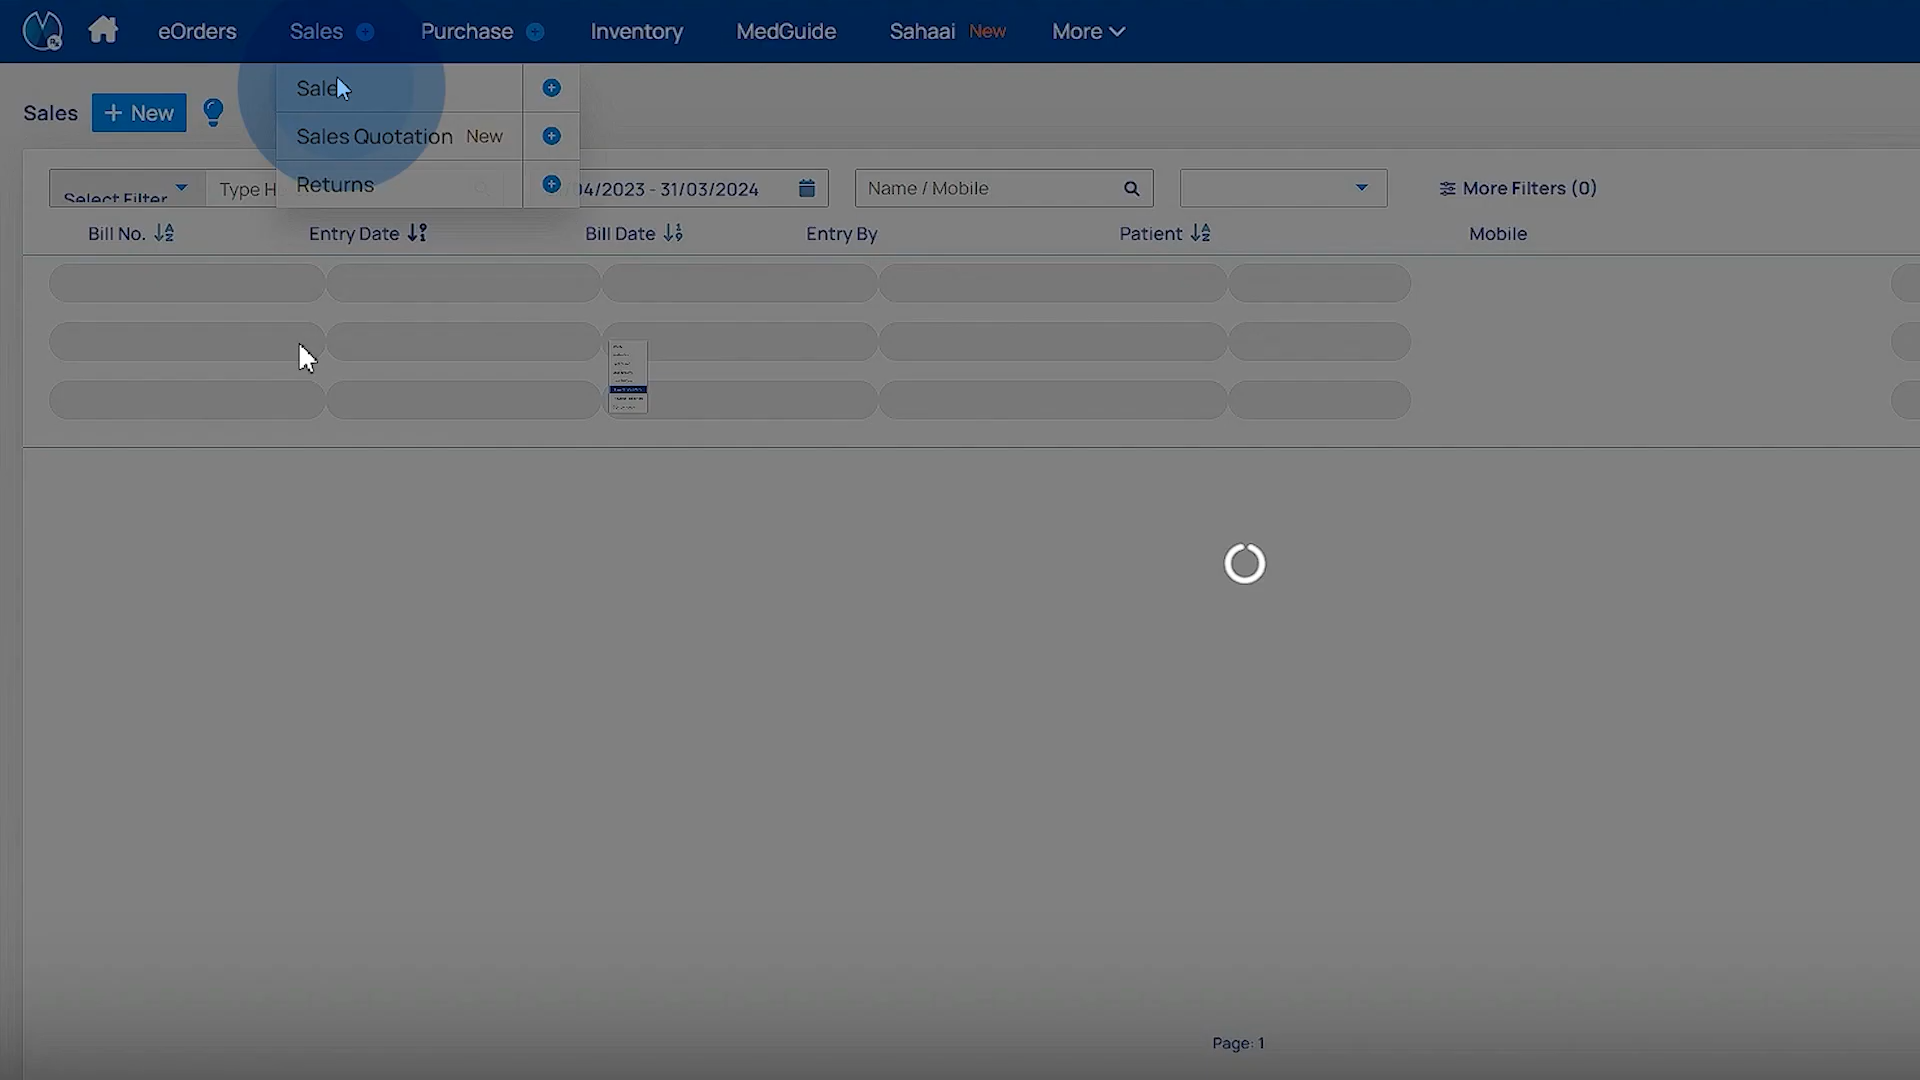 eOrders Sales Purchase Inventory MedGuide Sahaai New More
Sale
Sales + New
Sales Quotation New
Returns
Select Filter Type H 04/2023 - 31/03/2024 Name / Mobile More Filters (0)
Bill No. Entry Date Bill Date Entry By Patient Mobile
Page: 1